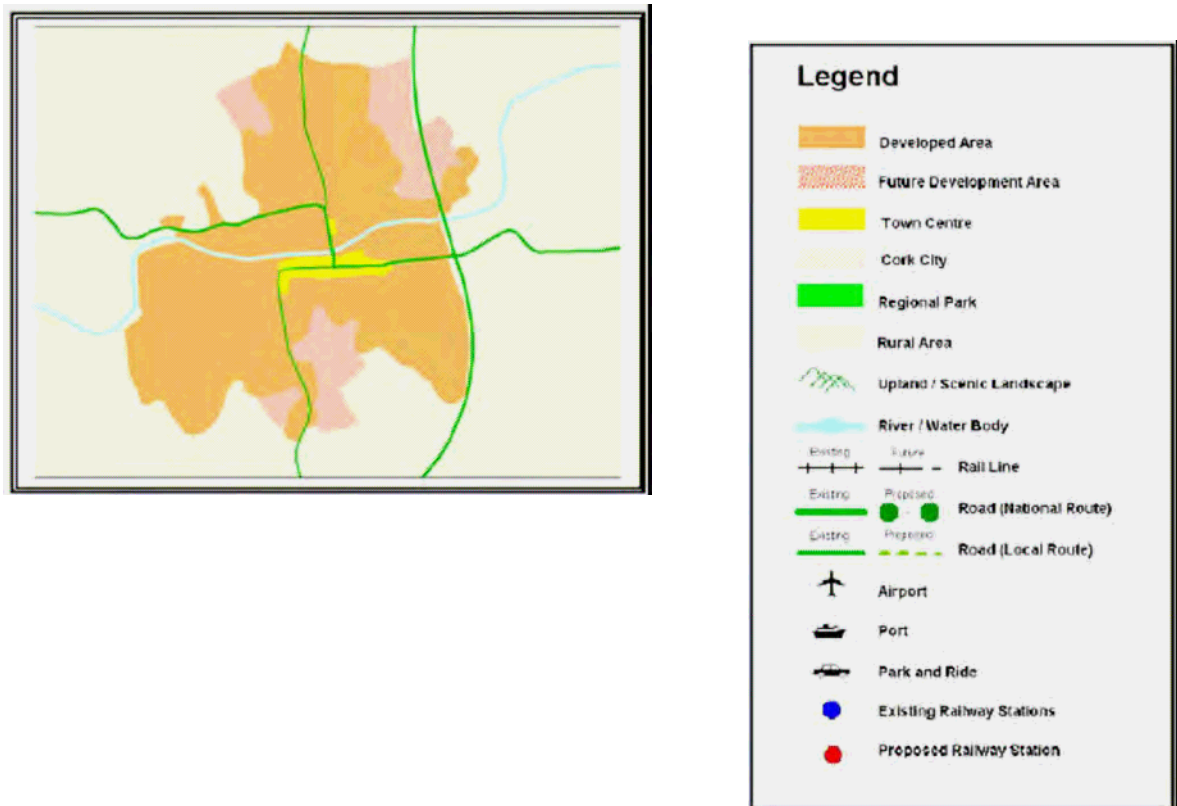 Legend
Developed Area
Future Development Area
Town Centre
Cork City
Regional Park
Rural Area
Upland / Scenic Landscape
River / Water Body
Existing Future
Rail Line
Existing Proposed
Road (National Route)
Existing Proposed
Road (Local Route)
Airport
Port
Park and Ride
Existing Railway Stations
Proposed Railway Station